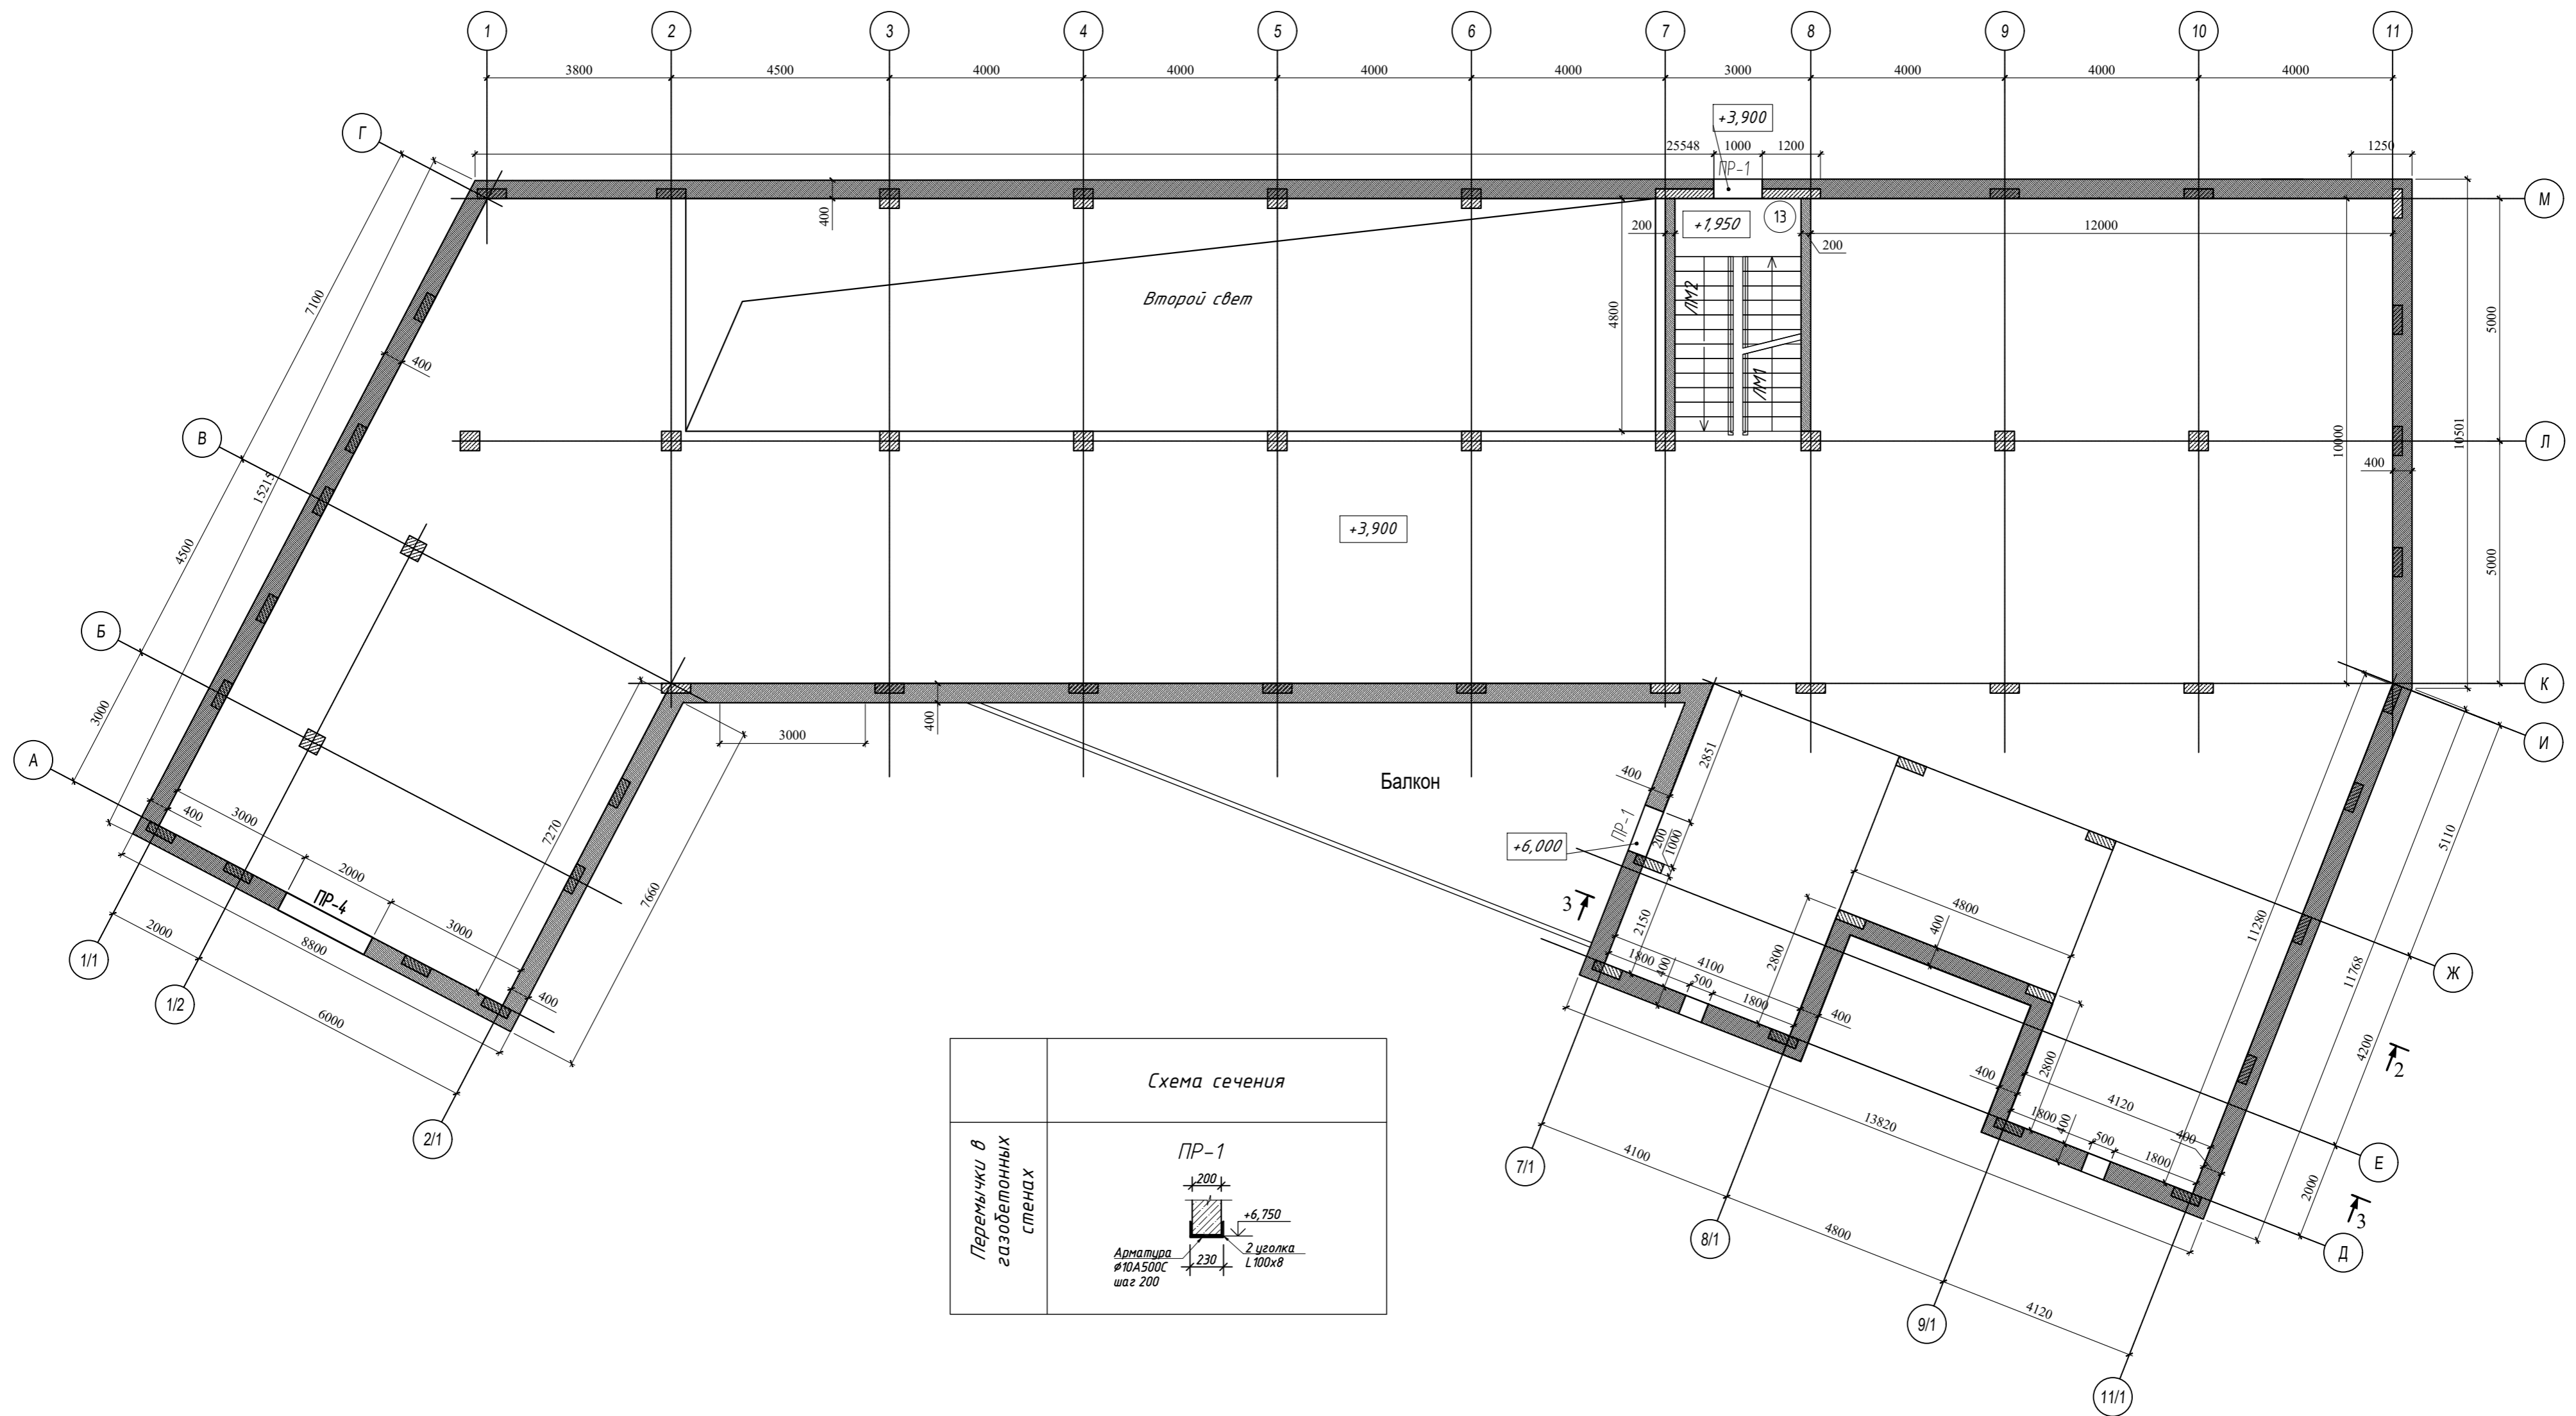 1 2 3 4 5 6 7 8 9 10 11
3800 4500 4000 4000 4000 4000 3000 4000 4000 4000
+3,900
Г
25548 1000 1200 1250
ПР-1
М
400
200 +1,950 13
200
12000
7100
Второй свет
4800
ЛМ2
ЛМ1
5000
10000
10501
400
В
15215
Л
400
4500
+3,900
5000
Б
К
3000
400
3000
И
А
2851
400
Балкон
ПР-1
200
1000
+6,000
5110
400
3000
2000
3000
7270
7660
ПР-4
400
2000
8800
6000
1/1
1/2
2/1
3
2150
4100
1800
400
500
1800
2800
400
4800
400
11280
11768
Ж
4200
2
2800
400
4120
1800
400
500
400
1800
13820
Е
2000
3
Д
7/1
4100
8/1
4800
9/1
4120
11/1
Схема сечения
Перемычки в
газобетонных
стенах
ПР-1
200
+6,750
Арматура
ø10А500С
шаг 200
230
2 уголка
L100х8